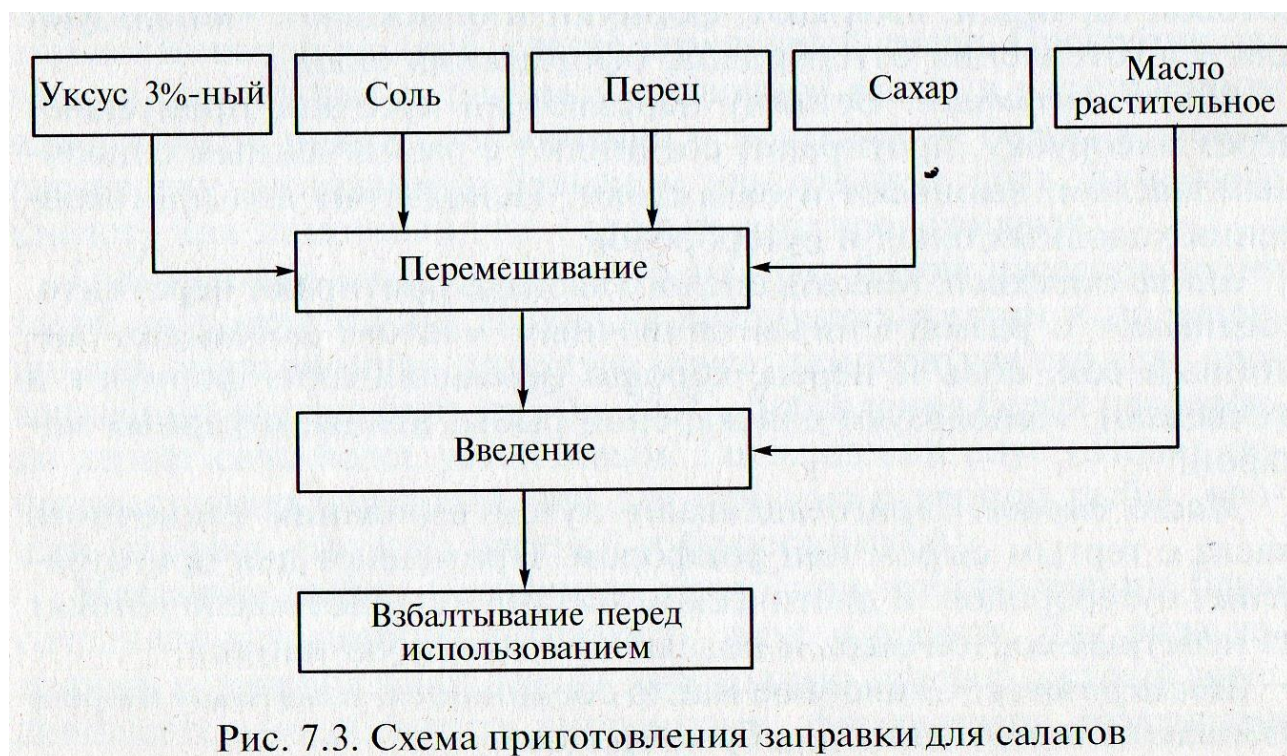 Уксус 3%-ный
Соль
Перец
Сахар
Масло
растительное
Перемешивание
Введение
Взбалтывание перед
использованием
Рис. 7.3. Схема приготовления заправки для салатов